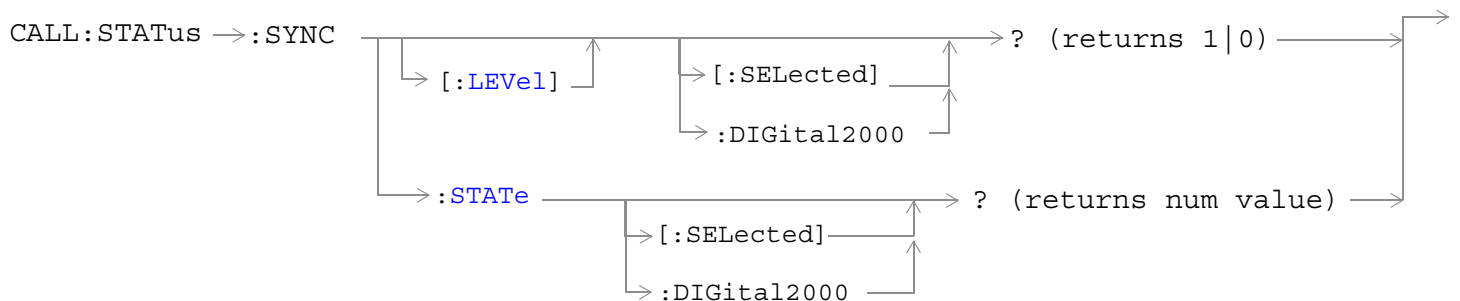 CALL:STATus :SYNC ? (returns 1|0)
[:LEVel] [:SELected]
:DIGital2000
:STATe ? (returns num value)
[:SELected]
:DIGital2000